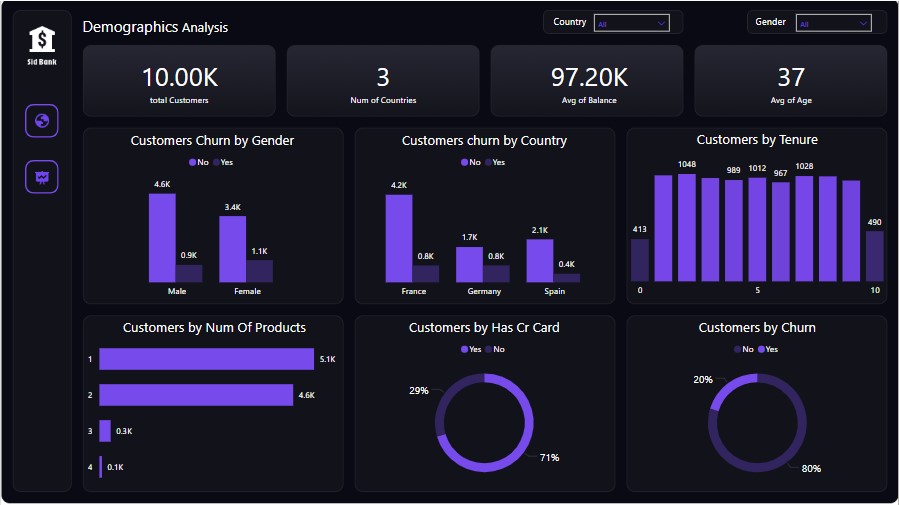 Sid Bank
Demographics Analysis
Country
All
Gender
All
10.00K
total Customers
3
Num of Countries
97.20K
Avg of Balance
37
Avg of Age
Customers Churn by Gender
No Yes
4.6K
0.9K
3.4K
1.1K
Male
Female
Customers churn by Country
No Yes
4.2K
0.8K
1.7K
0.8K
2.1K
0.4K
France
Germany
Spain
Customers by Tenure
413
1048
989
1012
967
1028
490
0
5
10
Customers by Num Of Products
1
5.1K
2
4.6K
3
0.3K
4
0.1K
Customers by Has Cr Card
Yes No
29%
71%
Customers by Churn
No Yes
20%
80%